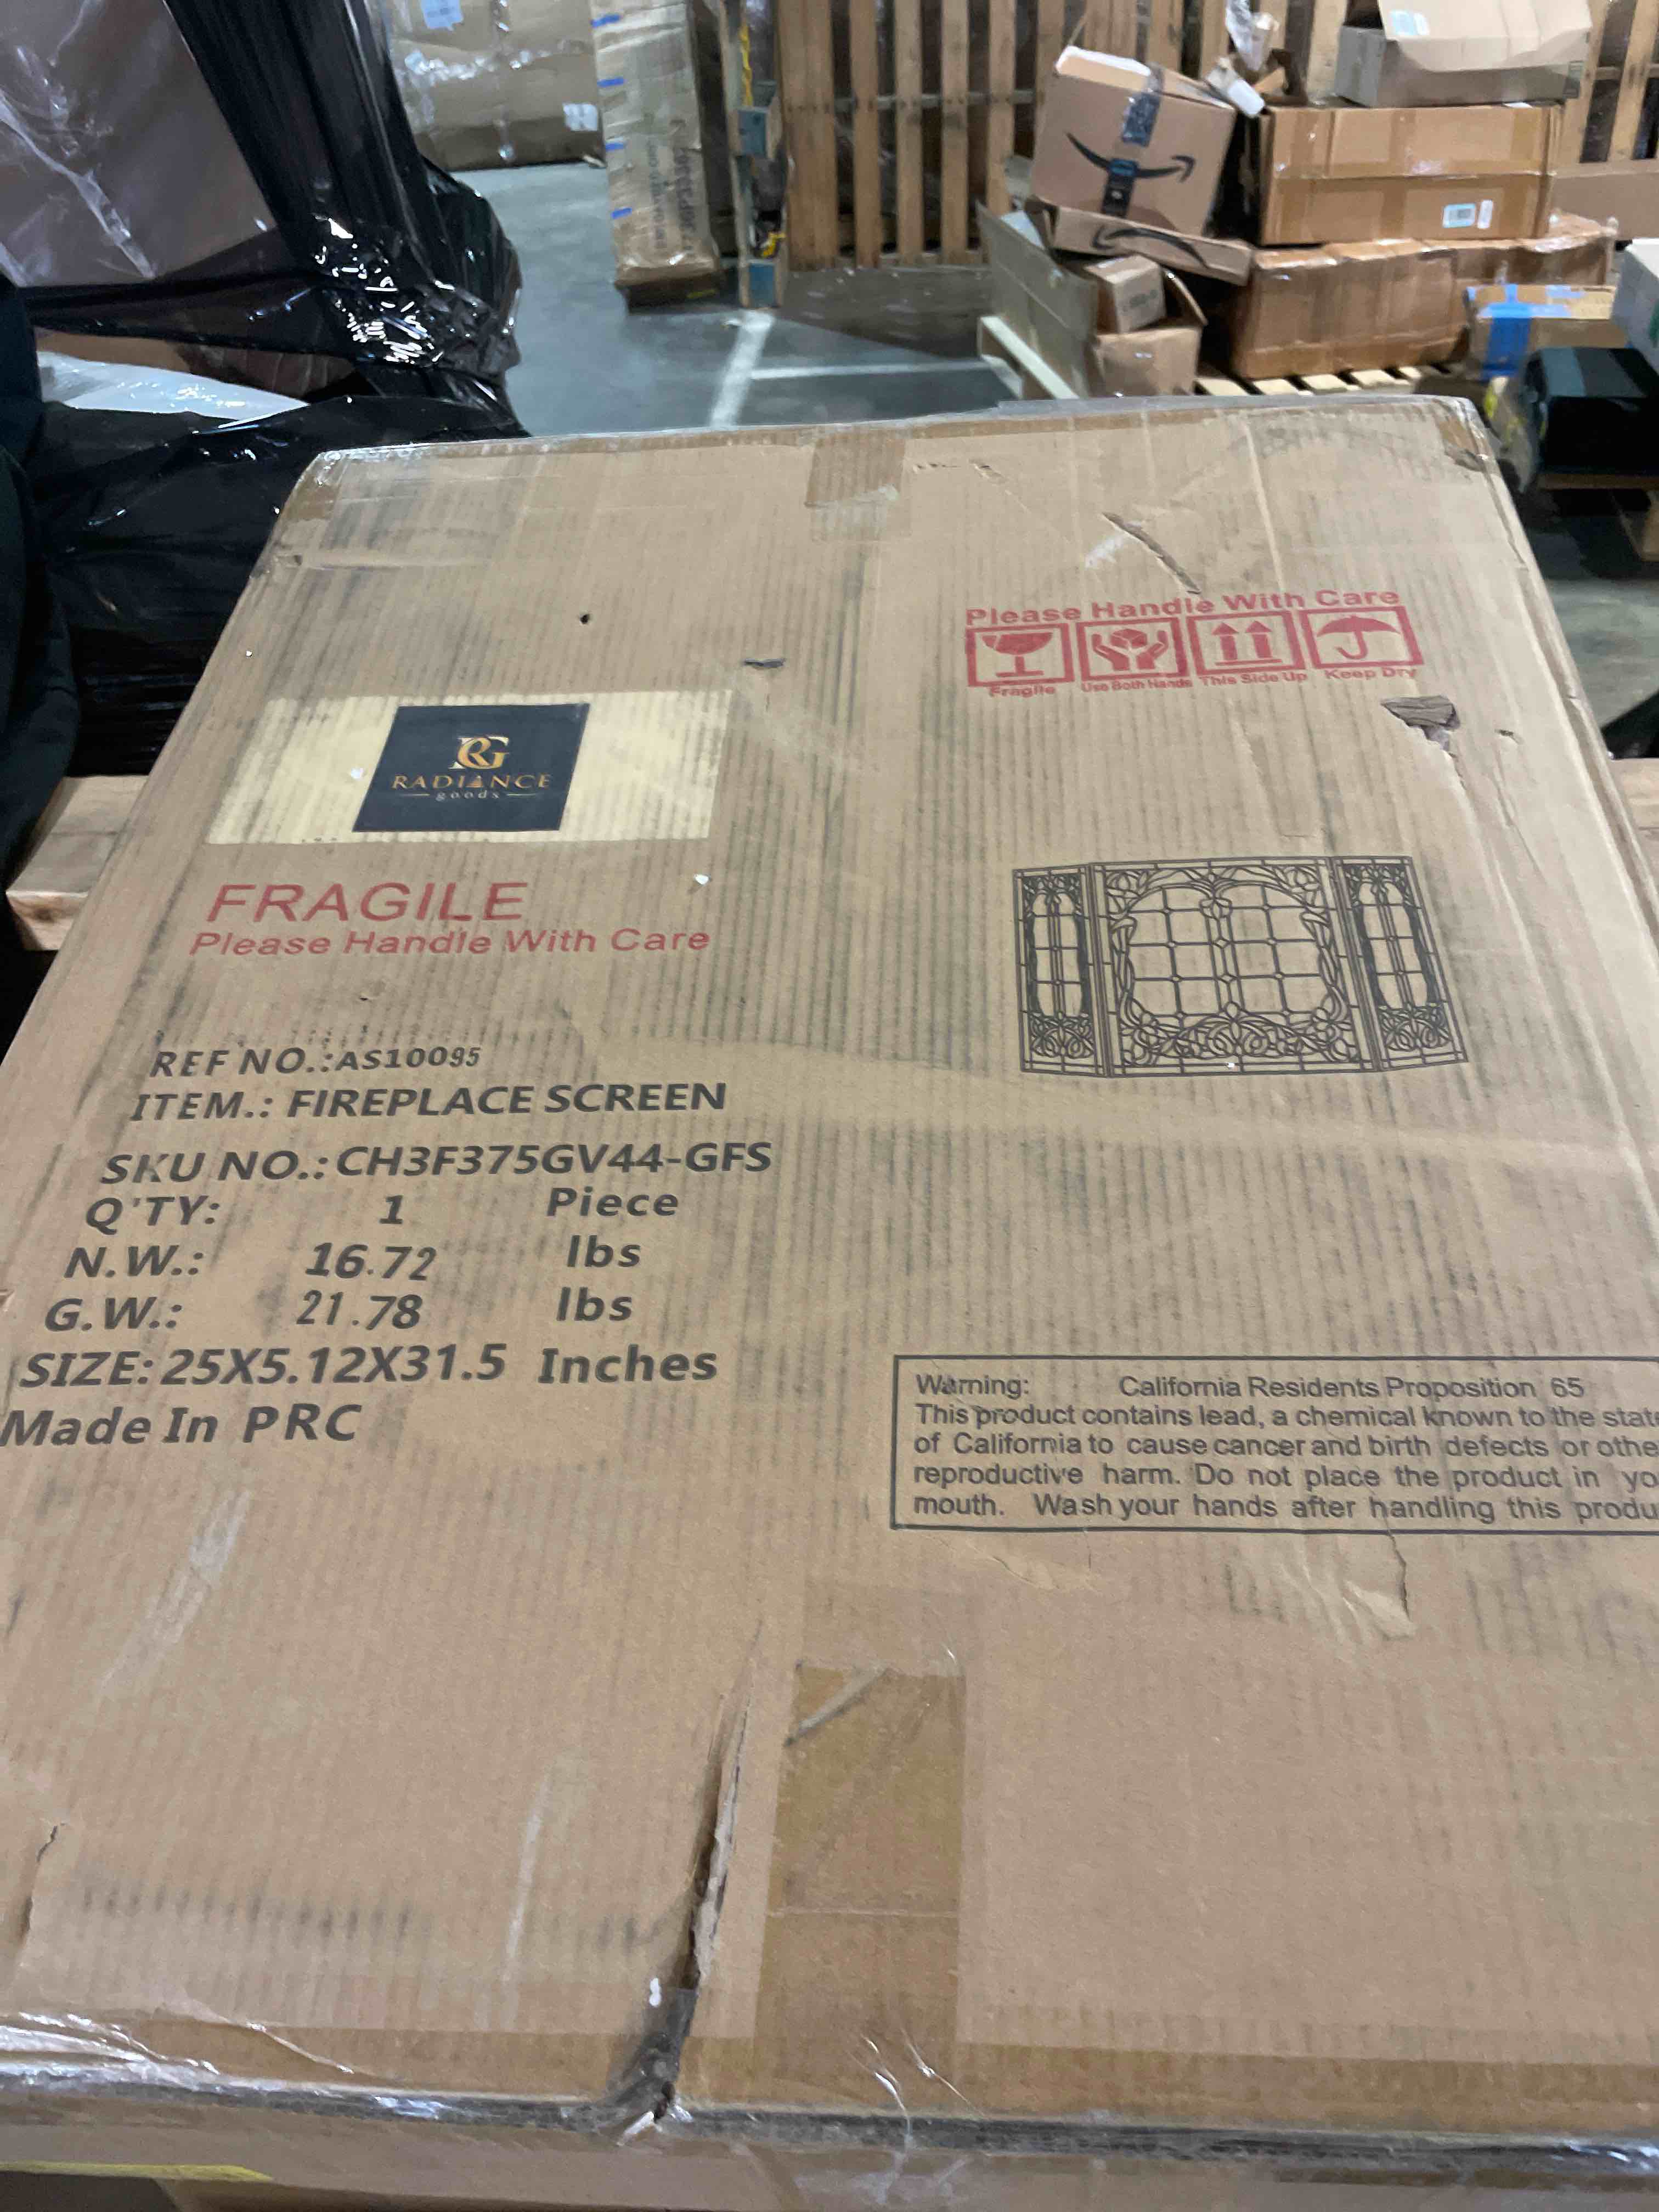 Please Handle With Care
Fragile Use Both Hands This Side Up Keep Dry
RG
RADIANCE
goods
FRAGILE
Please Handle With Care
REF NO.:AS10095
ITEM.: FIREPLACE SCREEN
SKU NO.:CH3F375GV44-GFS
Q'TY: 1 Piece
N.W.: 16.72 lbs
G.W.: 21.78 lbs
SIZE: 25X5.12X31.5 Inches
Made In PRC
Warning: California Residents Proposition 65
This product contains lead, a chemical known to the state
of California to cause cancer and birth defects or othe
reproductive harm. Do not place the product in yo
mouth. Wash your hands after handling this produ